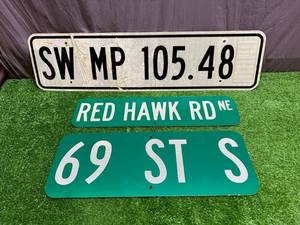 SW MP 105.48
RED HAWK RD NE
69 ST S